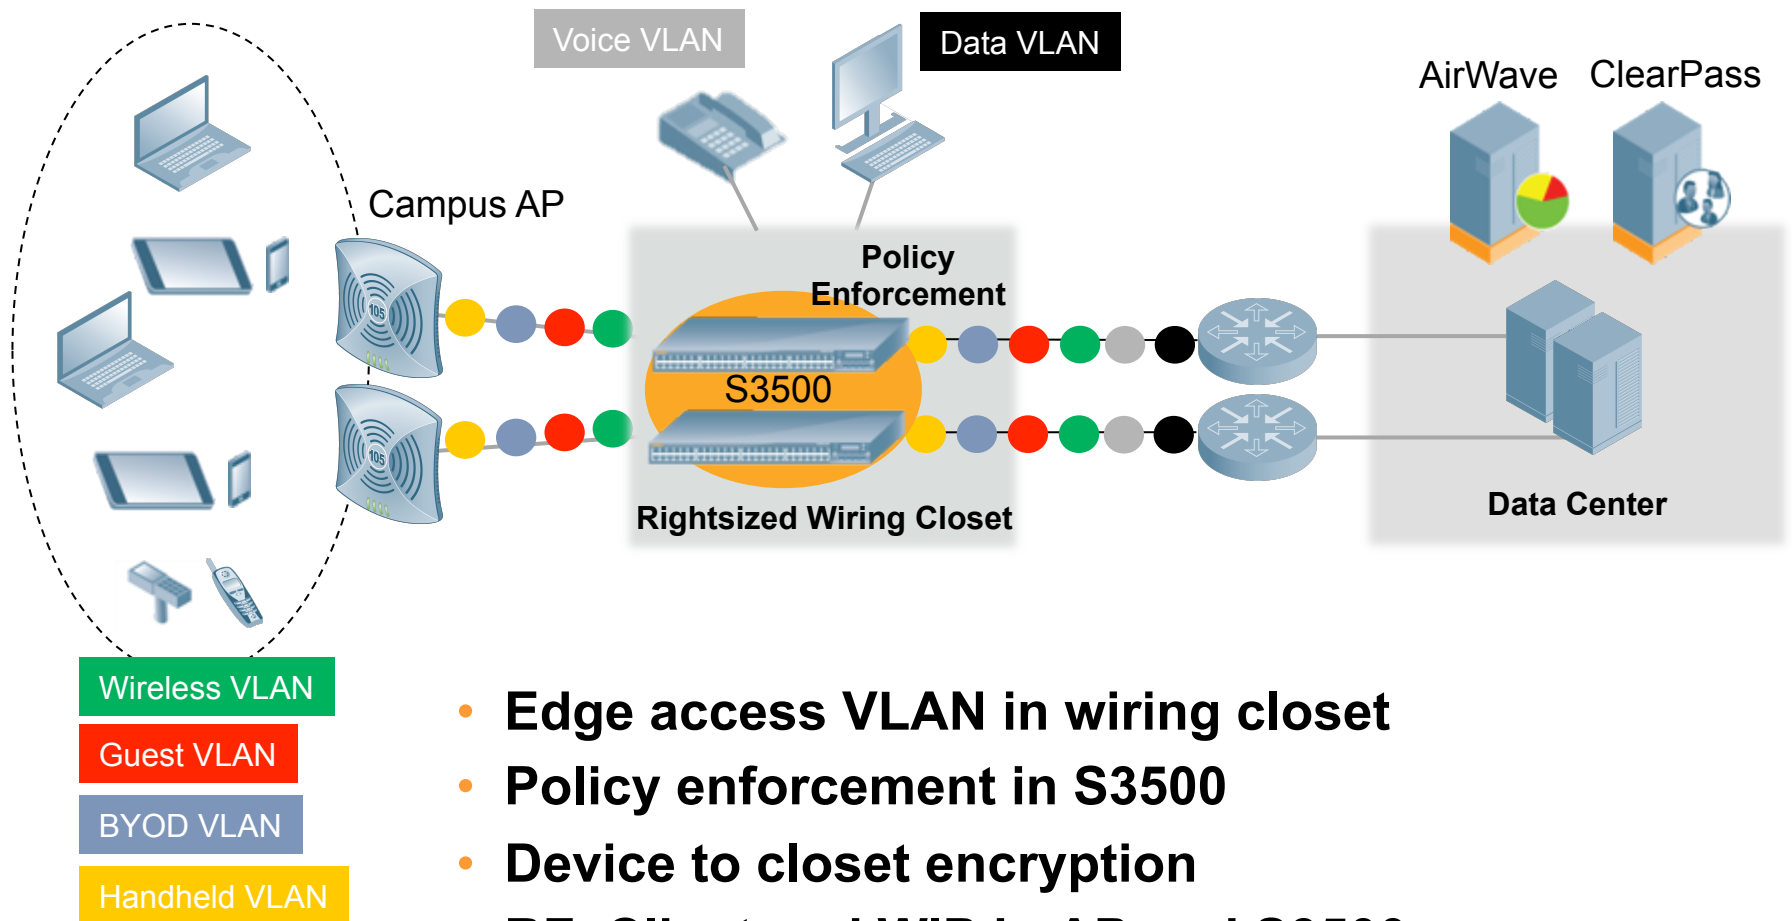 Voice VLAN
Data VLAN
AirWave
ClearPass
Campus AP
Policy
Enforcement
105
S3500
105
Rightsized Wiring Closet
Data Center
Wireless VLAN
Guest VLAN
BYOD VLAN
Handheld VLAN
• Edge access VLAN in wiring closet
• Policy enforcement in S3500
• Device to closet encryption